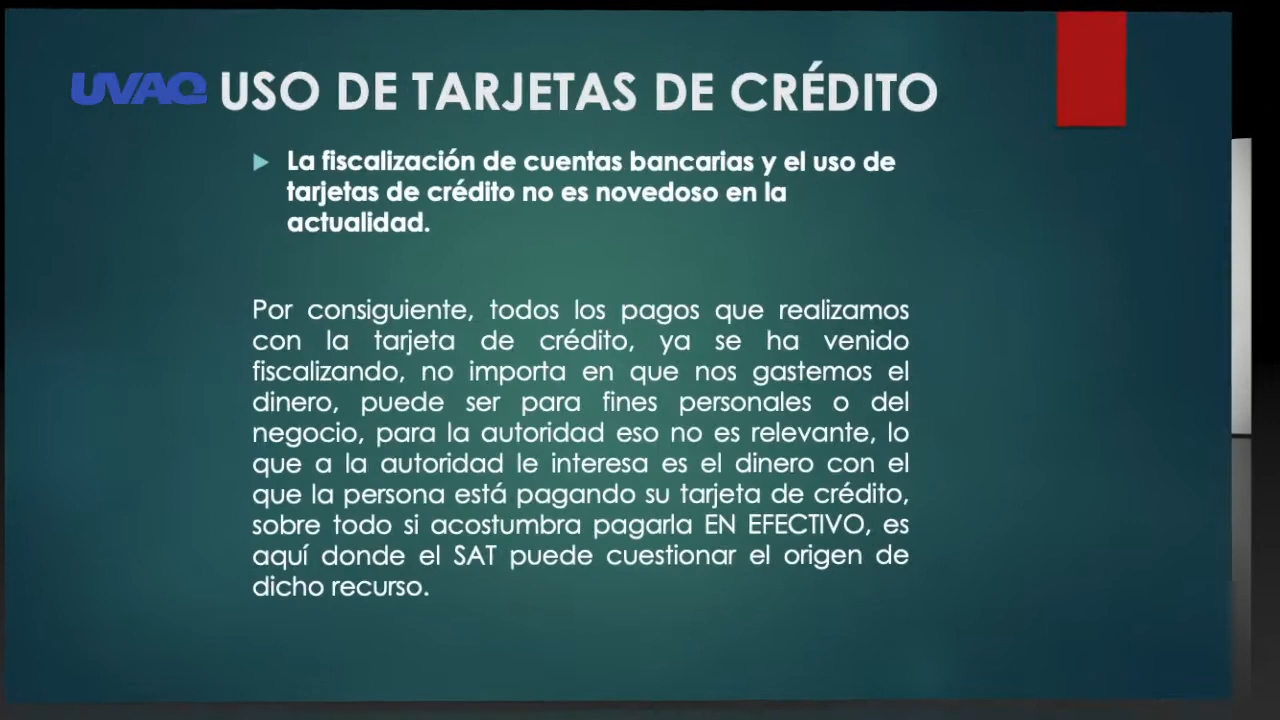 UVAQ USO DE TARJETAS DE CRÉDITO
La fiscalización de cuentas bancarias y el uso de
tarjetas de crédito no es novedoso en la
actualidad.
Por consiguiente, todos los pagos que realizamos
con la tarjeta de crédito, ya se ha venido
fiscalizando, no importa en que nos gastemos el
dinero, puede ser para fines personales o del
negocio, para la autoridad eso no es relevante, lo
que a la autoridad le interesa es el dinero con el
que la persona está pagando su tarjeta de crédito,
sobre todo si acostumbra pagarla EN EFECTIVO, es
aquí donde el SAT puede cuestionar el origen de
dicho recurso.